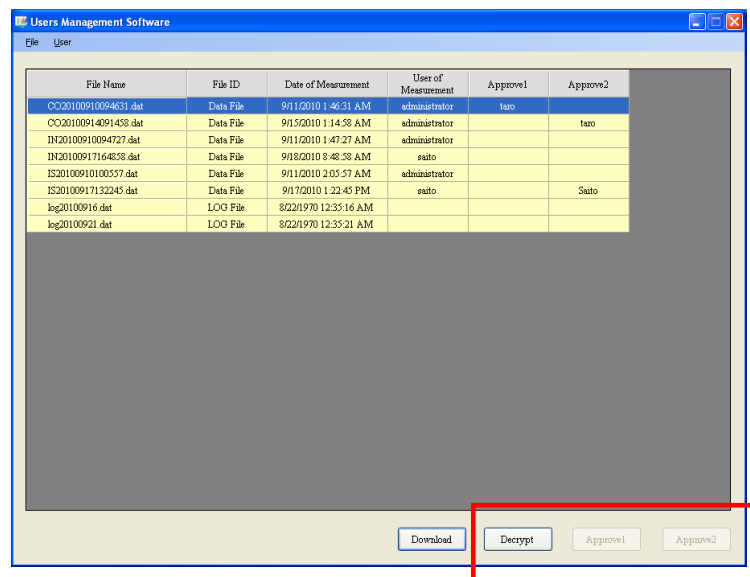 Users Management Software
File User
File Name File ID Date of Measurement User of Measurement Approve1 Approve2
CO20100910094631.dat Data File 9/11/2010 1:46:31 AM administrator taro
CO20100914091458.dat Data File 9/15/2010 1:14:58 AM administrator taro
IN20100910094727.dat Data File 9/11/2010 1:47:27 AM administrator
IN20100917164858.dat Data File 9/18/2010 8:48:58 AM saito
IS20100910100557.dat Data File 9/11/2010 2:05:57 AM administrator
IS20100917132245.dat Data File 9/17/2010 1:22:45 PM saito Saito
log20100916.dat LOG File 8/22/1970 12:35:16 AM
log20100921.dat LOG File 8/22/1970 12:35:21 AM
Download Decrypt Approve1 Approve2